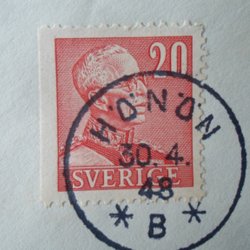 20
HÖNÖN
30.4.
48
SVERIGE
* B *